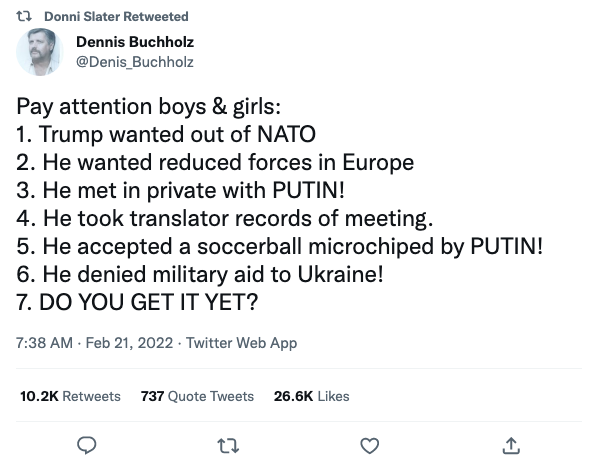 Donni Slater Retweeted
Dennis Buchholz
@Denis_Buchholz
Pay attention boys & girls:
1. Trump wanted out of NATO
2. He wanted reduced forces in Europe
3. He met in private with PUTIN!
4. He took translator records of meeting.
5. He accepted a soccerball microchiped by PUTIN!
6. He denied military aid to Ukraine!
7. DO YOU GET IT YET?
7:38 AM · Feb 21, 2022 · Twitter Web App
10.2K Retweets 737 Quote Tweets 26.6K Likes